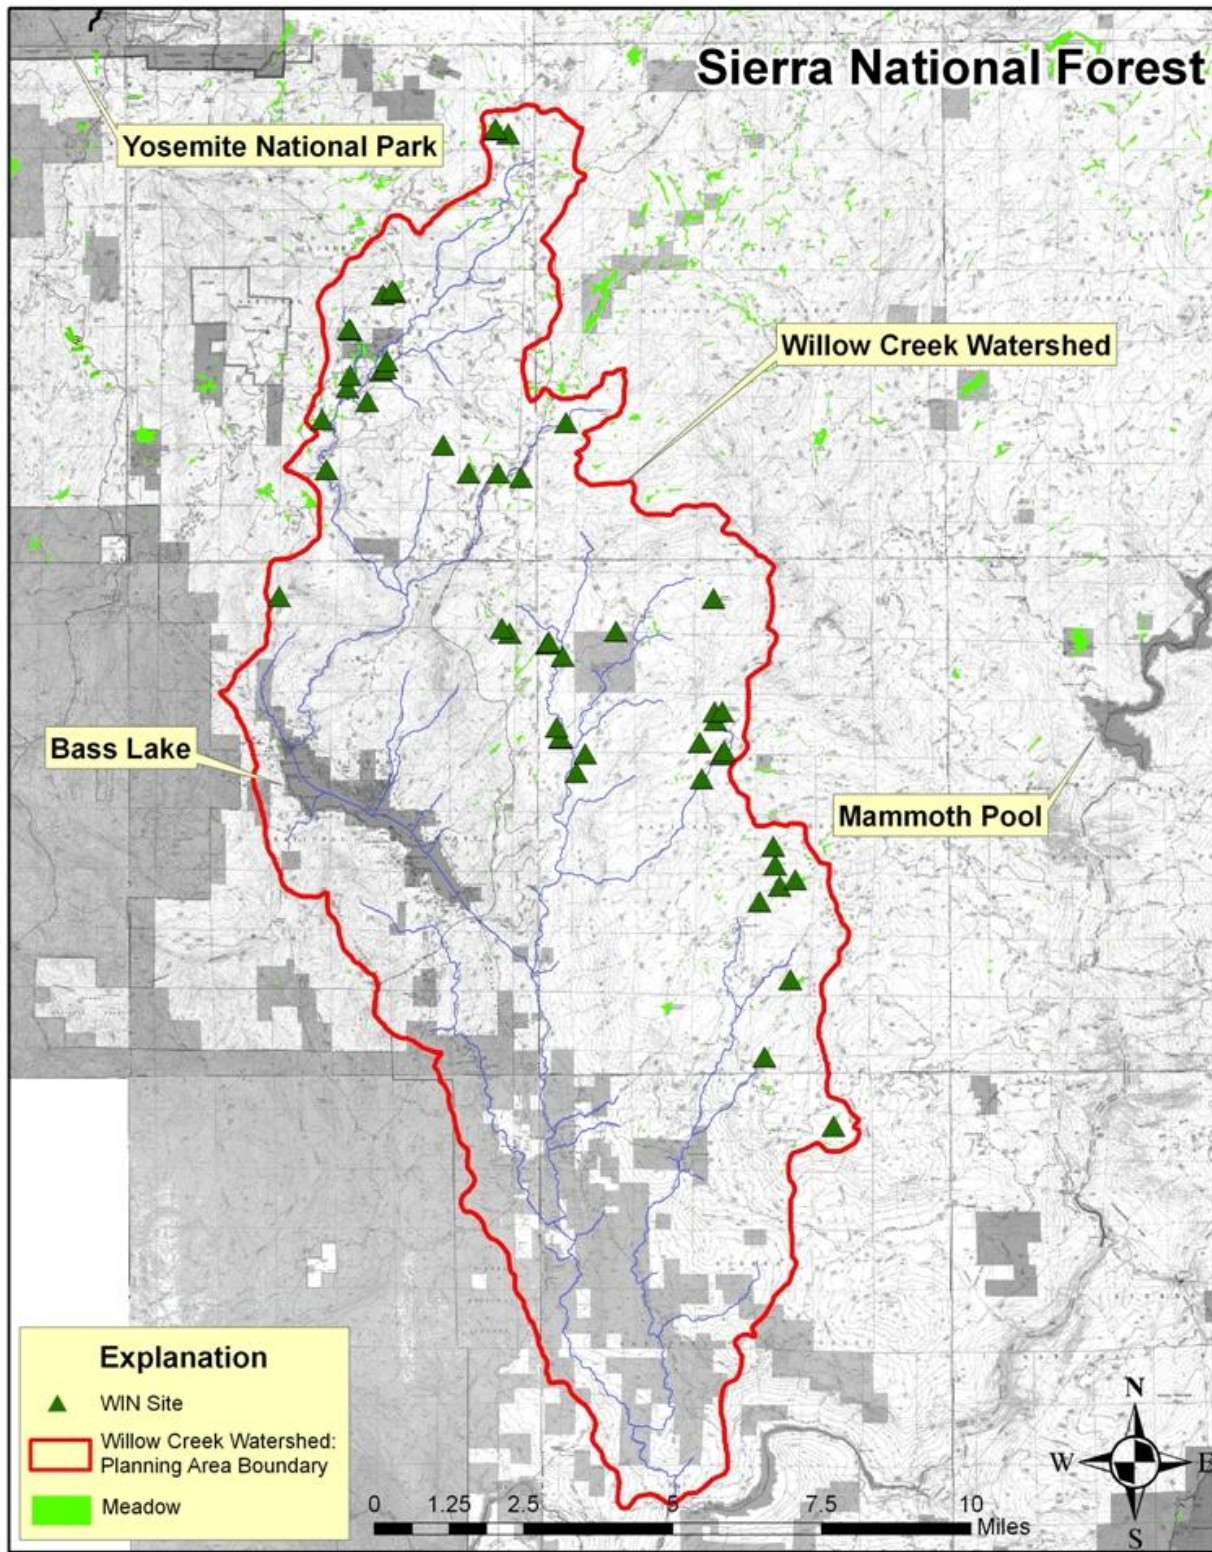 Sierra National Forest
Yosemite National Park
Willow Creek Watershed
Bass Lake
Mammoth Pool
Explanation
WIN Site
Willow Creek Watershed:
Planning Area Boundary
Meadow
0 1.25 2.5 5 7.5 10
Miles
N
W E
S